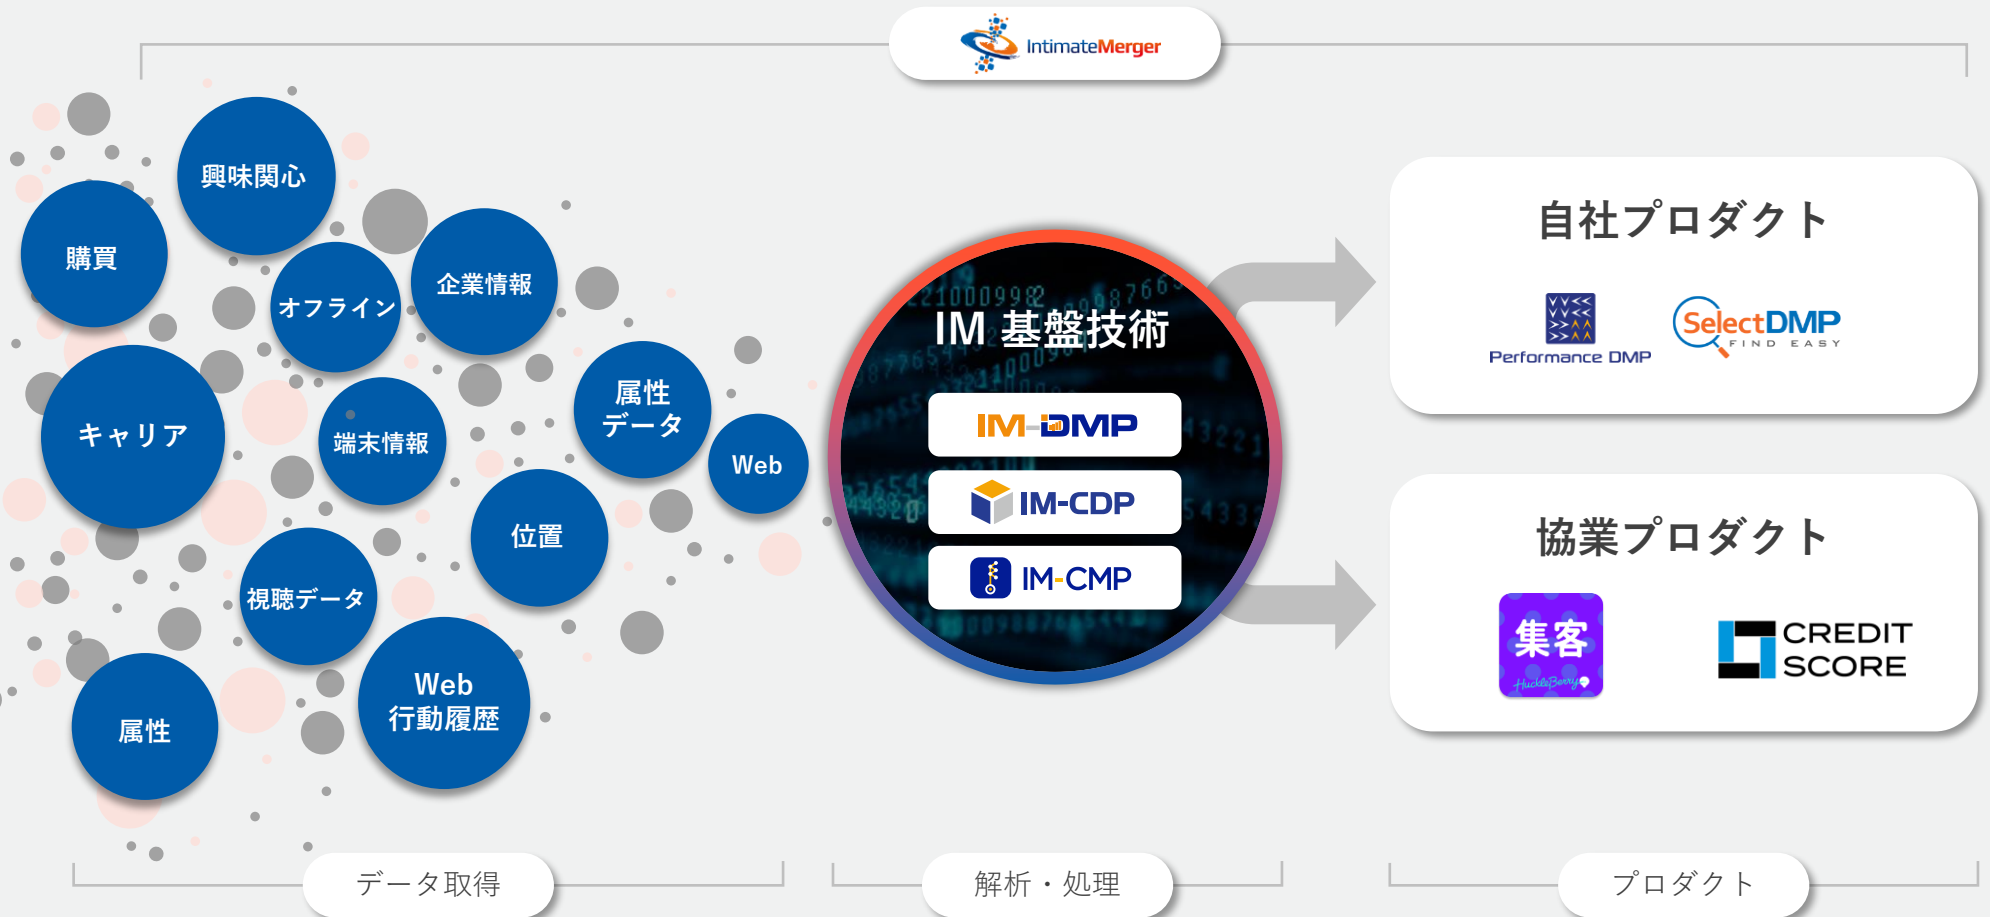 IntimateMerger
興味関心
購買
オフライン
企業情報
キャリア
端末情報
属性
データ
Web
位置
視聴データ
Web
行動履歴
属性
IM 基盤技術
IM-DMP
IM-CDP
IM-CMP
自社プロダクト
Performance DMP
SelectDMP
FIND EASY
協業プロダクト
集客
HuckleBerry
CREDIT
SCORE
データ取得
解析・処理
プロダクト